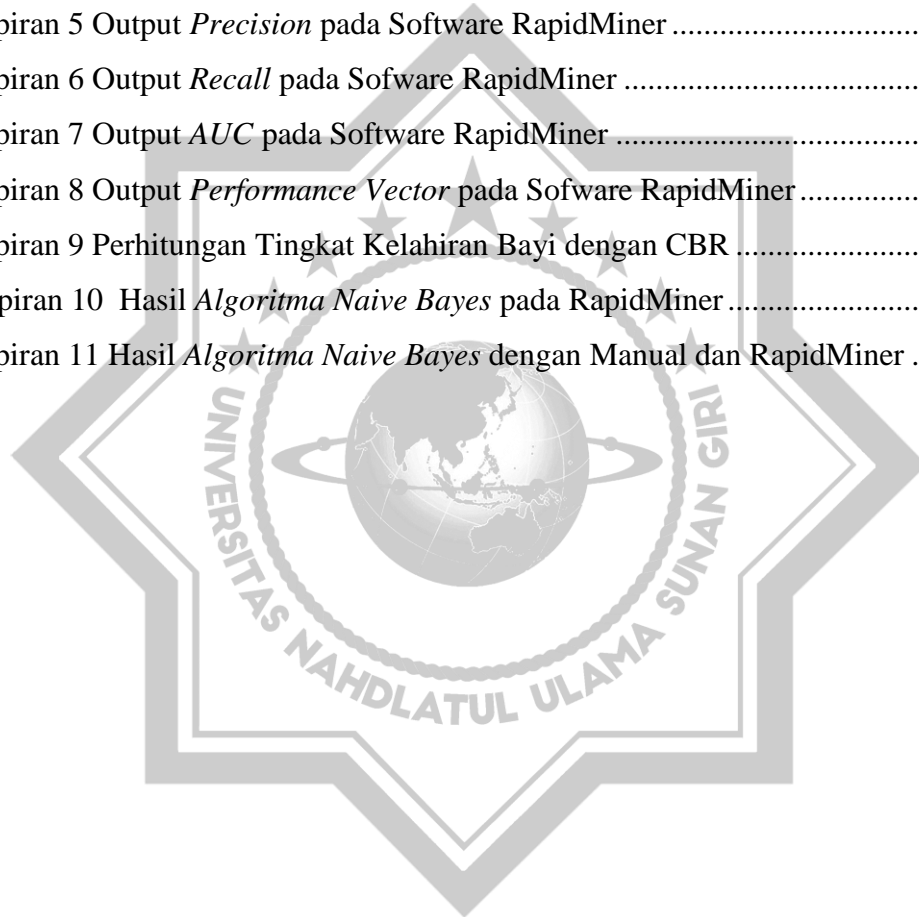 piran 5 Output Precision pada Software RapidMiner ..............................
piran 6 Output Recall pada Sofware RapidMiner ....................................
piran 7 Output AUC pada Software RapidMiner .....................................
piran 8 Output Performance Vector pada Sofware RapidMiner ..............
piran 9 Perhitungan Tingkat Kelahiran Bayi dengan CBR ......................
piran 10 Hasil Algoritma Naive Bayes pada RapidMiner .......................
piran 11 Hasil Algoritma Naive Bayes dengan Manual dan RapidMiner .
UNIVERSITAS NAHDLATUL ULAMA SUNAN GIRI